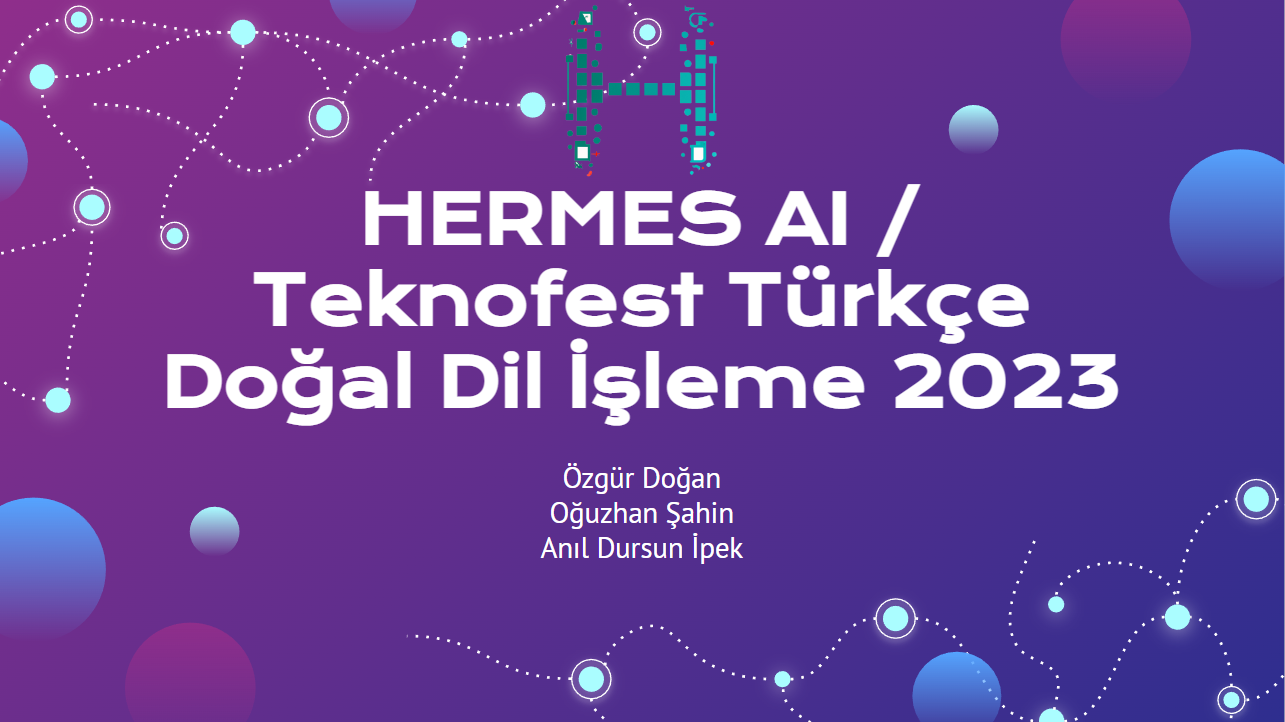 HERMES AI /
Teknofest Türkçe
Doğal Dil İşleme 2023
Özgür Doğan
Oğuzhan Şahin
Anıl Dursun İpek